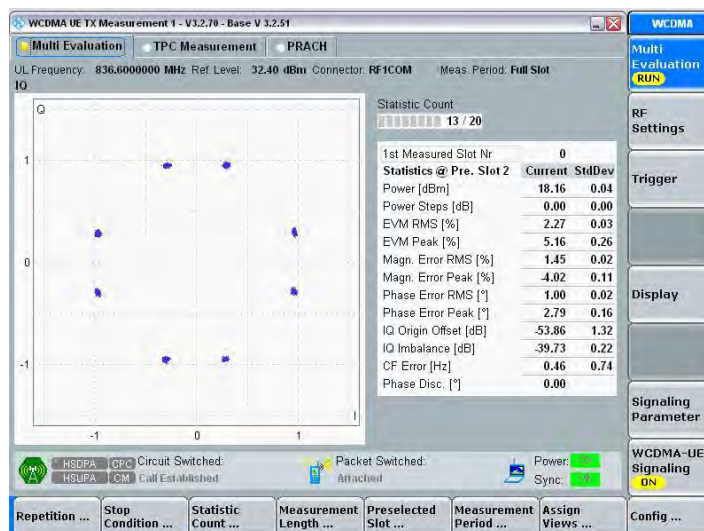 WCDMA UE TX Measurement 1 - V3.2.70 - Base V 3.2.51
WCDMA
Multi Evaluation TPC Measurement PRACH
Multi Evaluation RUN
UL Frequency: 836.6000000 MHz Ref. Level: 32.40 dBm Connector: RF1COM Meas. Period: Full Slot
IQ
Q
1
0
-1
-1 0 1
I
Statistic Count
13 / 20
1st Measured Slot Nr 0
Statistics @ Pre. Slot 2 Current StdDev
Power [dBm] 18.16 0.04
Power Steps [dB] 0.00 0.00
EVM RMS [%] 2.27 0.03
EVM Peak [%] 5.16 0.26
Magn. Error RMS [%] 1.45 0.02
Magn. Error Peak [%] -4.02 0.11
Phase Error RMS [°] 1.00 0.02
Phase Error Peak [°] 2.79 0.16
IQ Origin Offset [dB] -53.86 1.32
IQ Imbalance [dB] -39.73 0.22
CF Error [Hz] 0.46 0.74
Phase Disc. [°] 0.00
RF Settings
Trigger
Display
Signaling Parameter
WCDMA-UE Signaling ON
HSDPA CPC Circuit Switched: Packet Switched: Power:
HSUPA CM Call Established Attached Sync:
Repetition ... Stop Condition ... Statistic Count ... Measurement Length ... Preselected Slot ... Measurement Period ... Assign Views ... Config ...